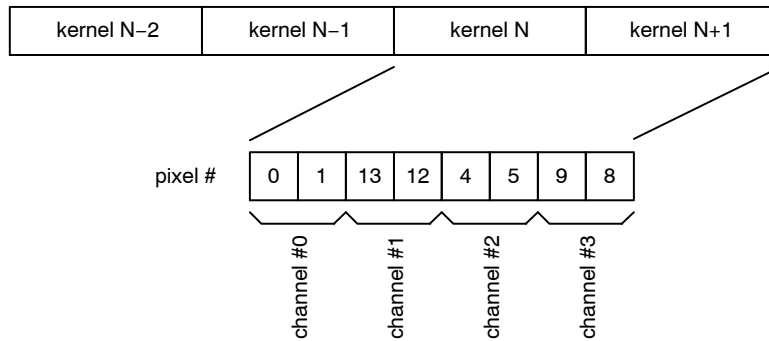 kernel N−2 kernel N−1 kernel N kernel N+1
pixel # 0 1 13 12 4 5 9 8
channel #0 channel #1 channel #2 channel #3